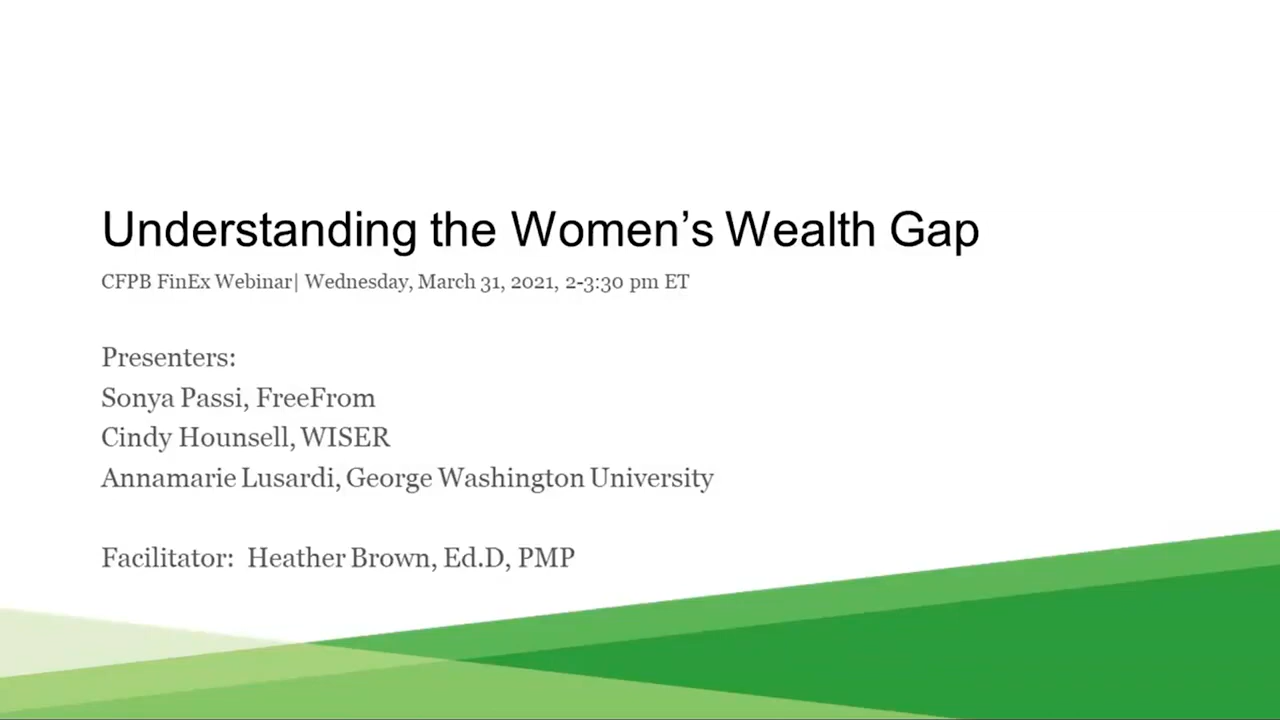 Understanding the Women’s Wealth Gap
CFPB FinEx Webinar| Wednesday, March 31, 2021, 2-3:30 pm ET
Presenters:
Sonya Passi, FreeFrom
Cindy Hounsell, WISER
Annamarie Lusardi, George Washington University
Facilitator:  Heather Brown, Ed.D, PMP